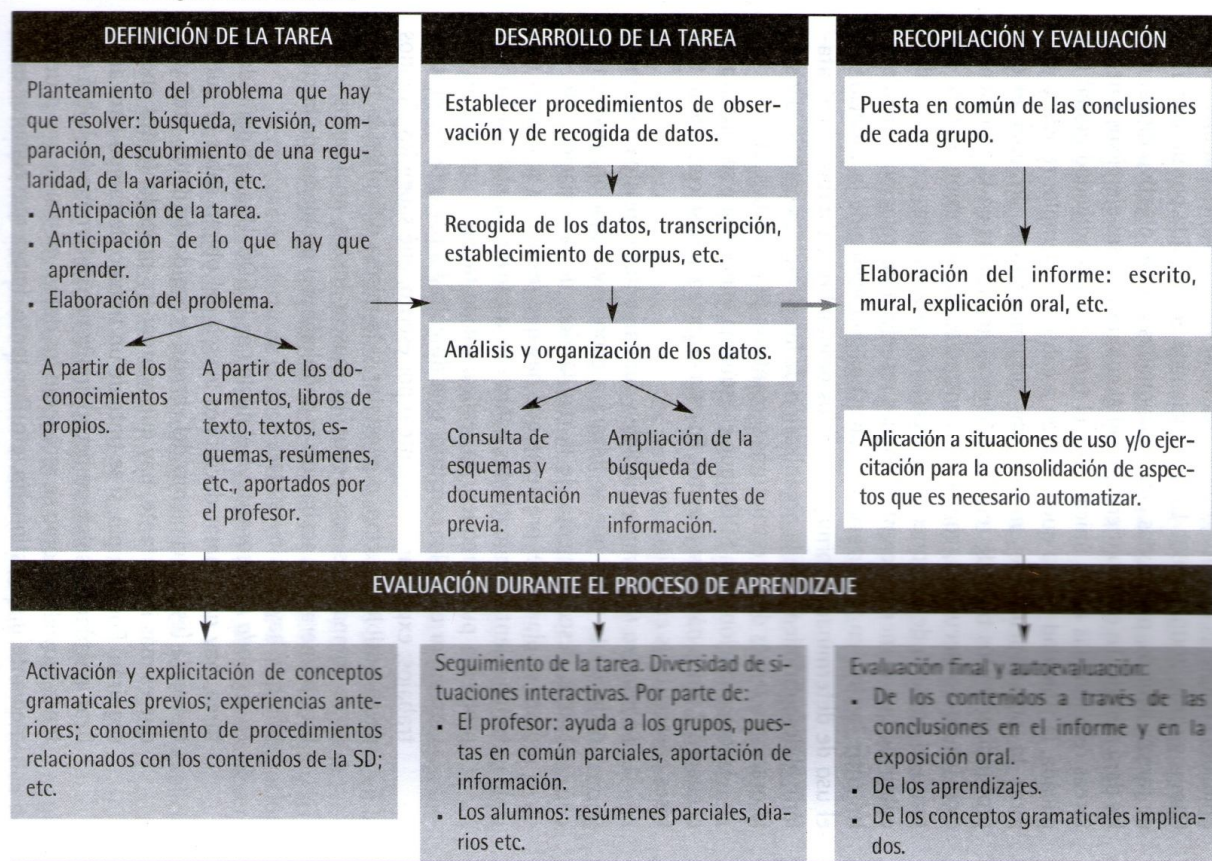 DEFINICIÓN DE LA TAREA
Planteamiento del problema que hay
que resolver: búsqueda, revisión, com-
paración, descubrimiento de una regu-
laridad, de la variación, etc.
▪ Anticipación de la tarea.
▪ Anticipación de lo que hay que
aprender.
▪ Elaboración del problema.
A partir de los
conocimientos
propios.
A partir de los do-
cumentos, libros de
texto, textos, es-
quemas, resúmenes,
etc., aportados por
el profesor.
DESARROLLO DE LA TAREA
Establecer procedimientos de obser-
vación y de recogida de datos.
Recogida de los datos, transcripción,
establecimiento de corpus, etc.
Análisis y organización de los datos.
Consulta de
esquemas y
documentación
previa.
Ampliación de la
búsqueda de
nuevas fuentes de
información.
RECOPILACIÓN Y EVALUACIÓN
Puesta en común de las conclusiones
de cada grupo.
Elaboración del informe: escrito,
mural, explicación oral, etc.
Aplicación a situaciones de uso y/o ejer-
citación para la consolidación de aspec-
tos que es necesario automatizar.
EVALUACIÓN DURANTE EL PROCESO DE APRENDIZAJE
Activación y explicitación de conceptos
gramaticales previos; experiencias ante-
riores; conocimiento de procedimientos
relacionados con los contenidos de la SD;
etc.
Seguimiento de la tarea. Diversidad de si-
tuaciones interactivas. Por parte de:
▪ El profesor: ayuda a los grupos, pues-
tas en común parciales, aportación de
información.
▪ Los alumnos: resúmenes parciales, dia-
rios etc.
Evaluación final y autoevaluación:
▪ De los contenidos a través de las
conclusiones en el informe y en la
exposición oral.
▪ De los aprendizajes.
▪ De los conceptos gramaticales implica-
dos.